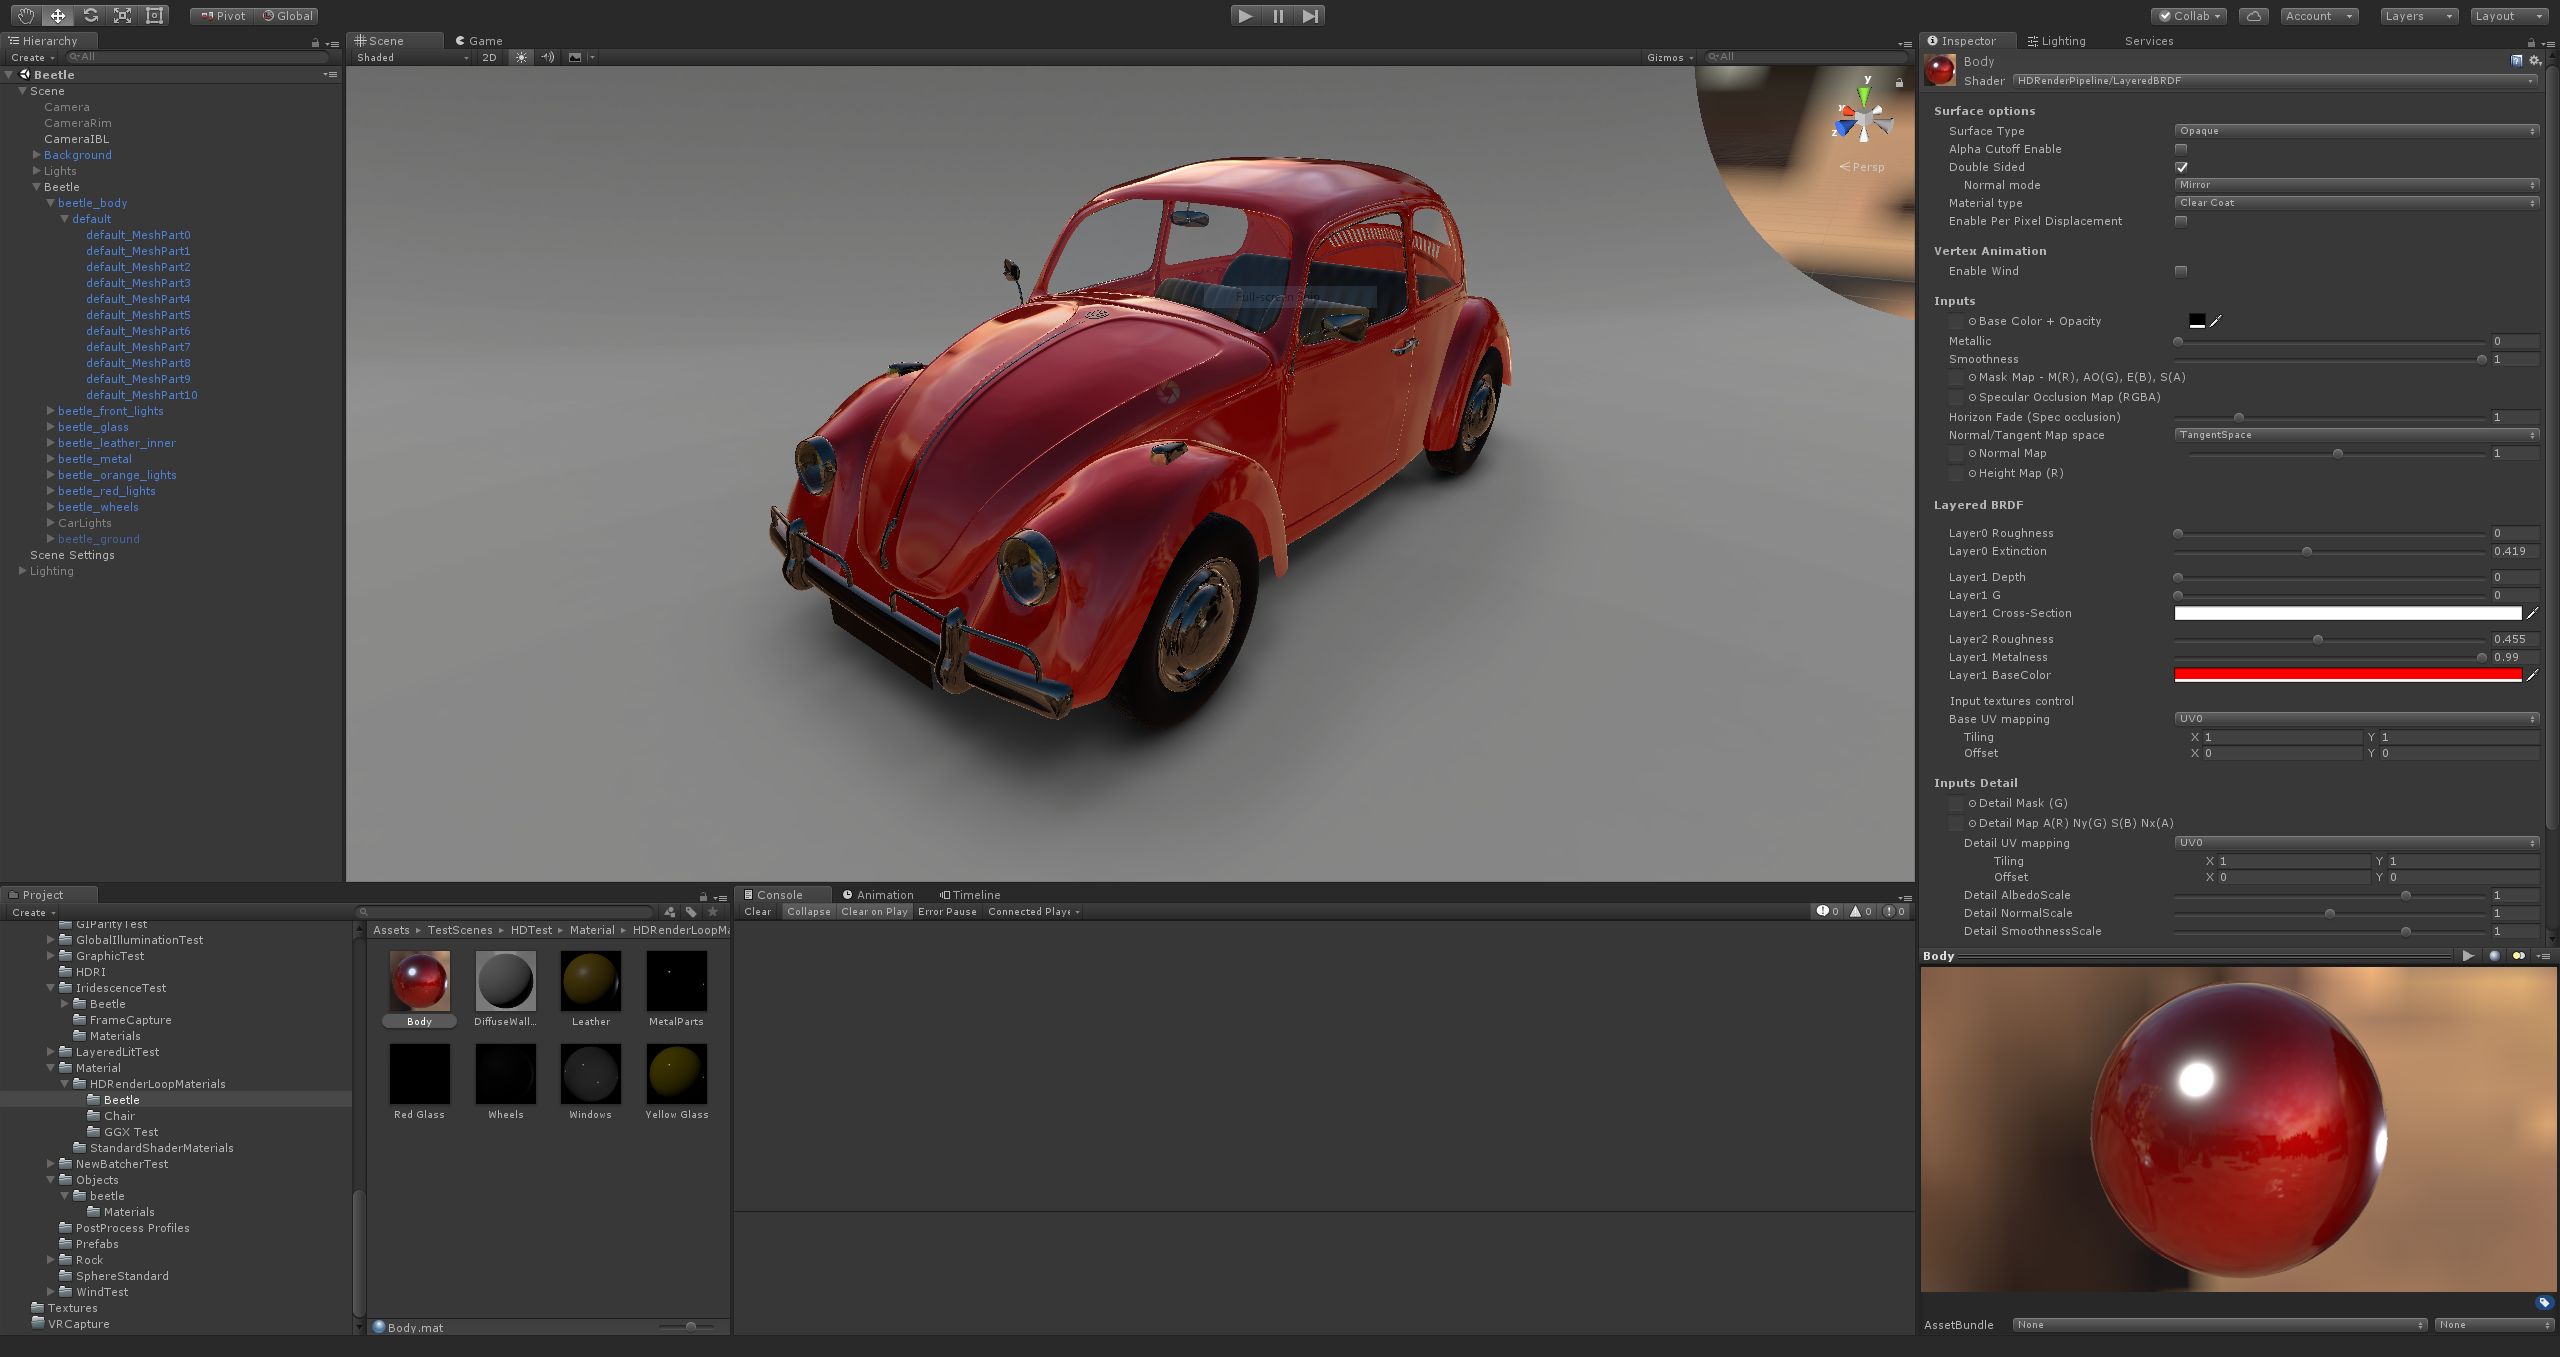 Pivot Global Collab Account Layers Layout
Hierarchy
Create All
Beetle
Scene
Camera
CameraRim
CameraIBL
Background
Lights
Beetle
beetle_body
default
default_MeshPart0
default_MeshPart1
default_MeshPart2
default_MeshPart3
default_MeshPart4
default_MeshPart5
default_MeshPart6
default_MeshPart7
default_MeshPart8
default_MeshPart9
default_MeshPart10
beetle_front_lights
beetle_glass
beetle_leather_inner
beetle_metal
beetle_orange_lights
beetle_red_lights
beetle_wheels
CarLights
beetle_ground
Scene Settings
Lighting
Scene Game
Shaded 2D Gizmos All
y
x
z
Persp
Full-screen Snip
Inspector Lighting Services
Body
Shader HDRenderPipeline/LayeredBRDF
Surface options
Surface Type Opaque
Alpha Cutoff Enable
Double Sided
Normal mode Mirror
Material type Clear Coat
Enable Per Pixel Displacement
Vertex Animation
Enable Wind
Inputs
Base Color + Opacity
Metallic 0
Smoothness 1
Mask Map - M(R), AO(G), E(B), S(A)
Specular Occlusion Map (RGBA)
Horizon Fade (Spec occlusion) 1
Normal/Tangent Map space TangentSpace
Normal Map 1
Height Map (R)
Layered BRDF
Layer0 Roughness 0
Layer0 Extinction 0.419
Layer1 Depth 0
Layer1 G 0
Layer1 Cross-Section
Layer2 Roughness 0.455
Layer1 Metalness 0.99
Layer1 BaseColor
Input textures control
Base UV mapping UV0
Tiling X 1 Y 1
Offset X 0 Y 0
Inputs Detail
Detail Mask (G)
Detail Map A(R) Ny(G) S(B) Nx(A)
Detail UV mapping UV0
Tiling X 1 Y 1
Offset X 0 Y 0
Detail AlbedoScale 1
Detail NormalScale 1
Detail SmoothnessScale 1
Body
AssetBundle None None
Project
Create
GIParityTest
GlobalIlluminationTest
GraphicTest
HDRI
IridescenceTest
Beetle
FrameCapture
Materials
LayeredLitTest
Material
HDRenderLoopMaterials
Beetle
Chair
GGX Test
StandardShaderMaterials
NewBatcherTest
Objects
beetle
Materials
PostProcess Profiles
Prefabs
Rock
SphereStandard
WindTest
Textures
VRCapture
Assets TestScenes HDTest Material HDRenderLoopMa
Body DiffuseWall... Leather MetalParts
Red Glass Wheels Windows Yellow Glass
Body.mat
Console Animation Timeline
Clear Collapse Clear on Play Error Pause Connected Playe 0 0 0